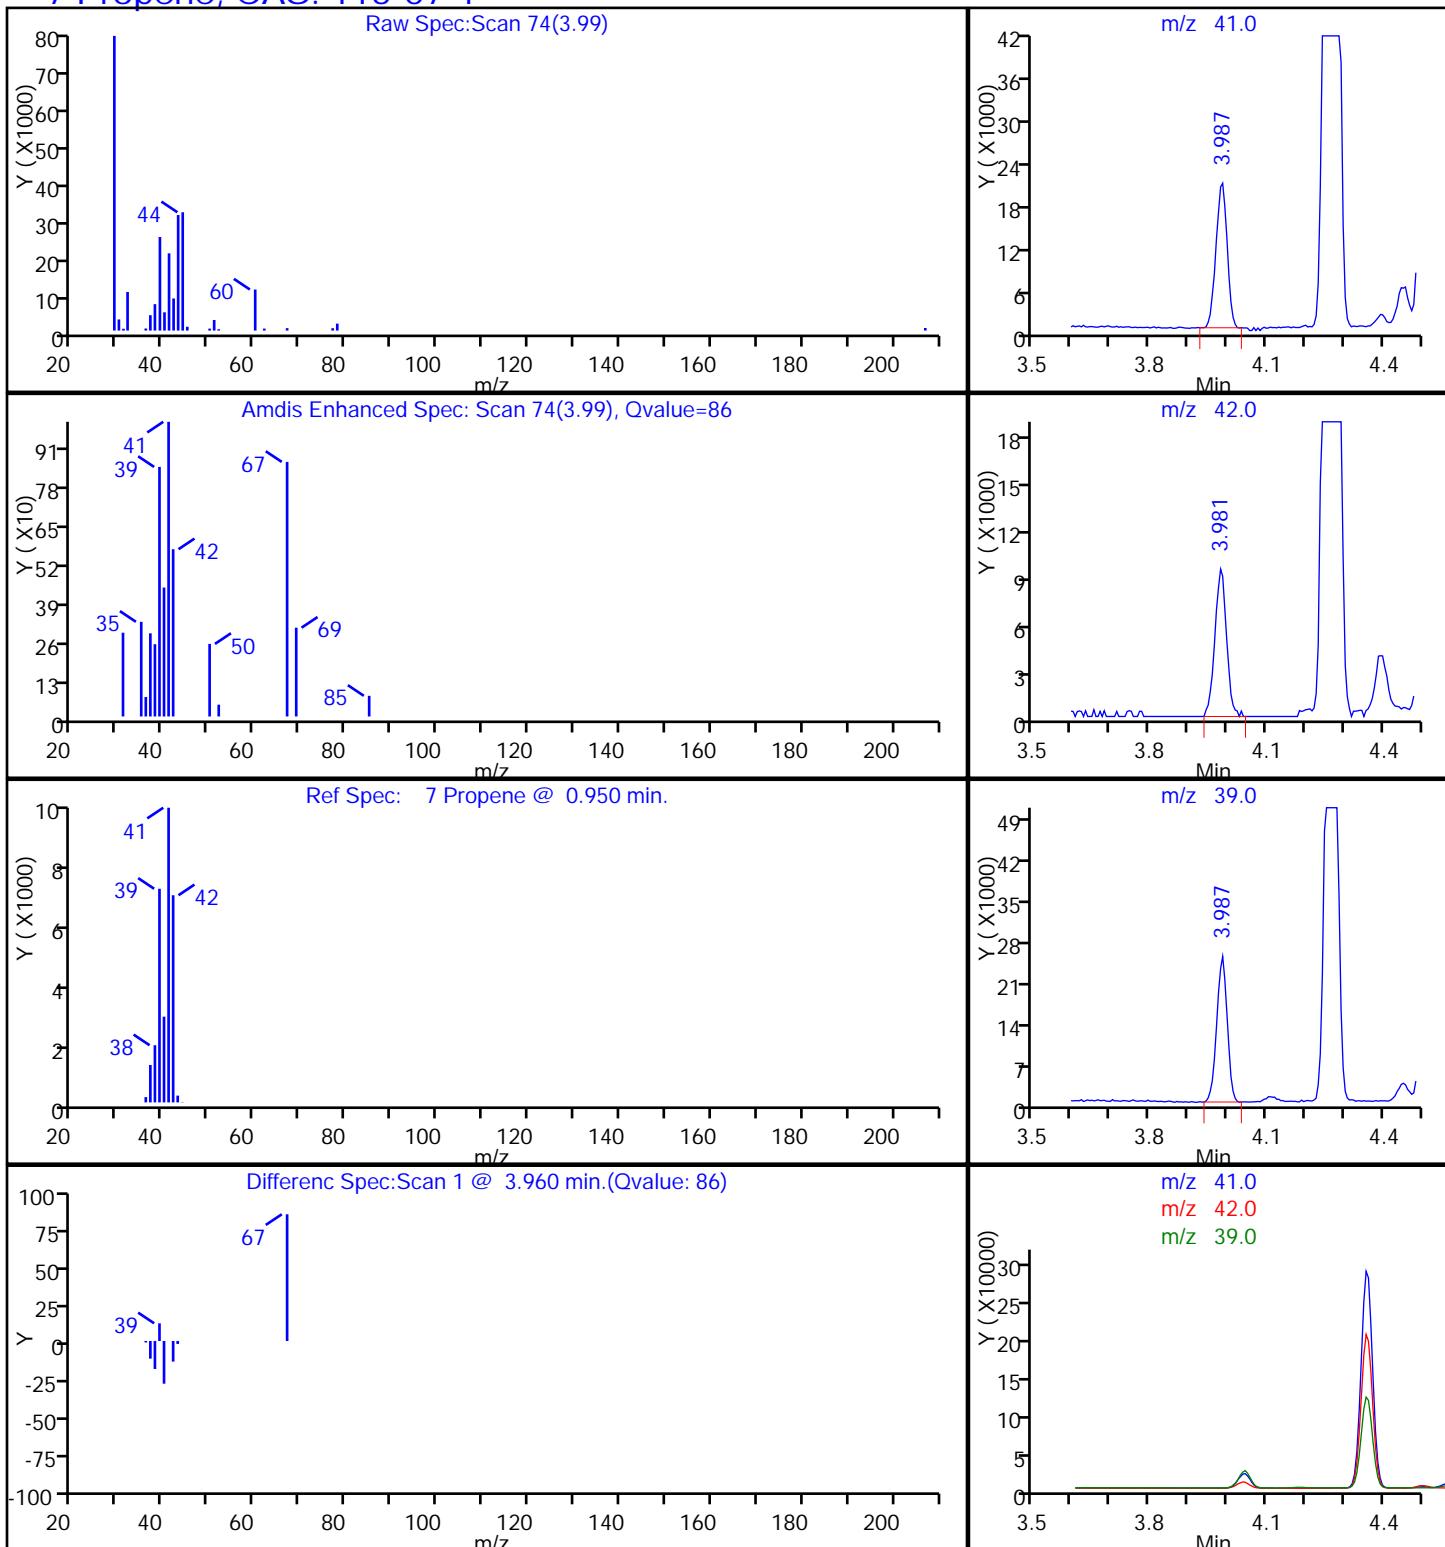 7 Propene, CAS: 115-07-1
Raw Spec:Scan 74(3.99)
80
70
60
50
40
30
20
10
0
Y ( X1000)
44
60
20 40 60 80 100 120 140 160 180 200
m/z
m/z 41.0
42
36
30
24
18
12
6
0
Y ( X1000)
3.987
3.5 3.8 4.1 4.4
Min
Amdis Enhanced Spec: Scan 74(3.99), Qvalue=86
91
78
65
52
39
26
13
0
Y ( X10)
41
39
67
42
35
50
69
85
20 40 60 80 100 120 140 160 180 200
m/z
m/z 42.0
18
15
12
9
6
3
0
Y ( X1000)
3.981
3.5 3.8 4.1 4.4
Min
Ref Spec: 7 Propene @ 0.950 min.
10
8
6
4
2
0
Y ( X1000)
41
39
42
38
20 40 60 80 100 120 140 160 180 200
m/z
m/z 39.0
49
42
35
28
21
14
7
0
Y ( X1000)
3.987
3.5 3.8 4.1 4.4
Min
Differenc Spec:Scan 1 @ 3.960 min.(Qvalue: 86)
100
75
50
25
0
-25
-50
-75
-100
Y
67
39
20 40 60 80 100 120 140 160 180 200
m/z
m/z 41.0
m/z 42.0
m/z 39.0
30
25
20
15
10
5
0
Y ( X10000)
3.5 3.8 4.1 4.4
Min